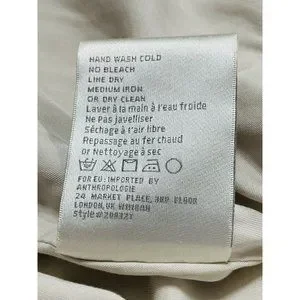 HAND WASH COLD
NO BLEACH
LINE DRY
MEDIUM IRON
OR DRY CLEAN
Laver à la main à l'eau froide
Ne Pas Javelliser
Séchage à l'air libre
Repassage au fer chaud
or Nettoyage à sec
FOR EU: IMPORTED BY
ANTHROPOLOGIE
24 MARKET PLACE, 3RD FLOOR
LONDON, UK